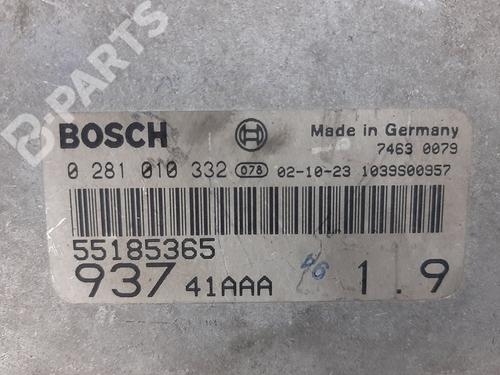 B-PARTS
BOSCH
Made in Germany
7463 0079
0 281 010 332 078 02-10-23 1039S00957
55185365
937 41AAA 1.9
B-PARTS